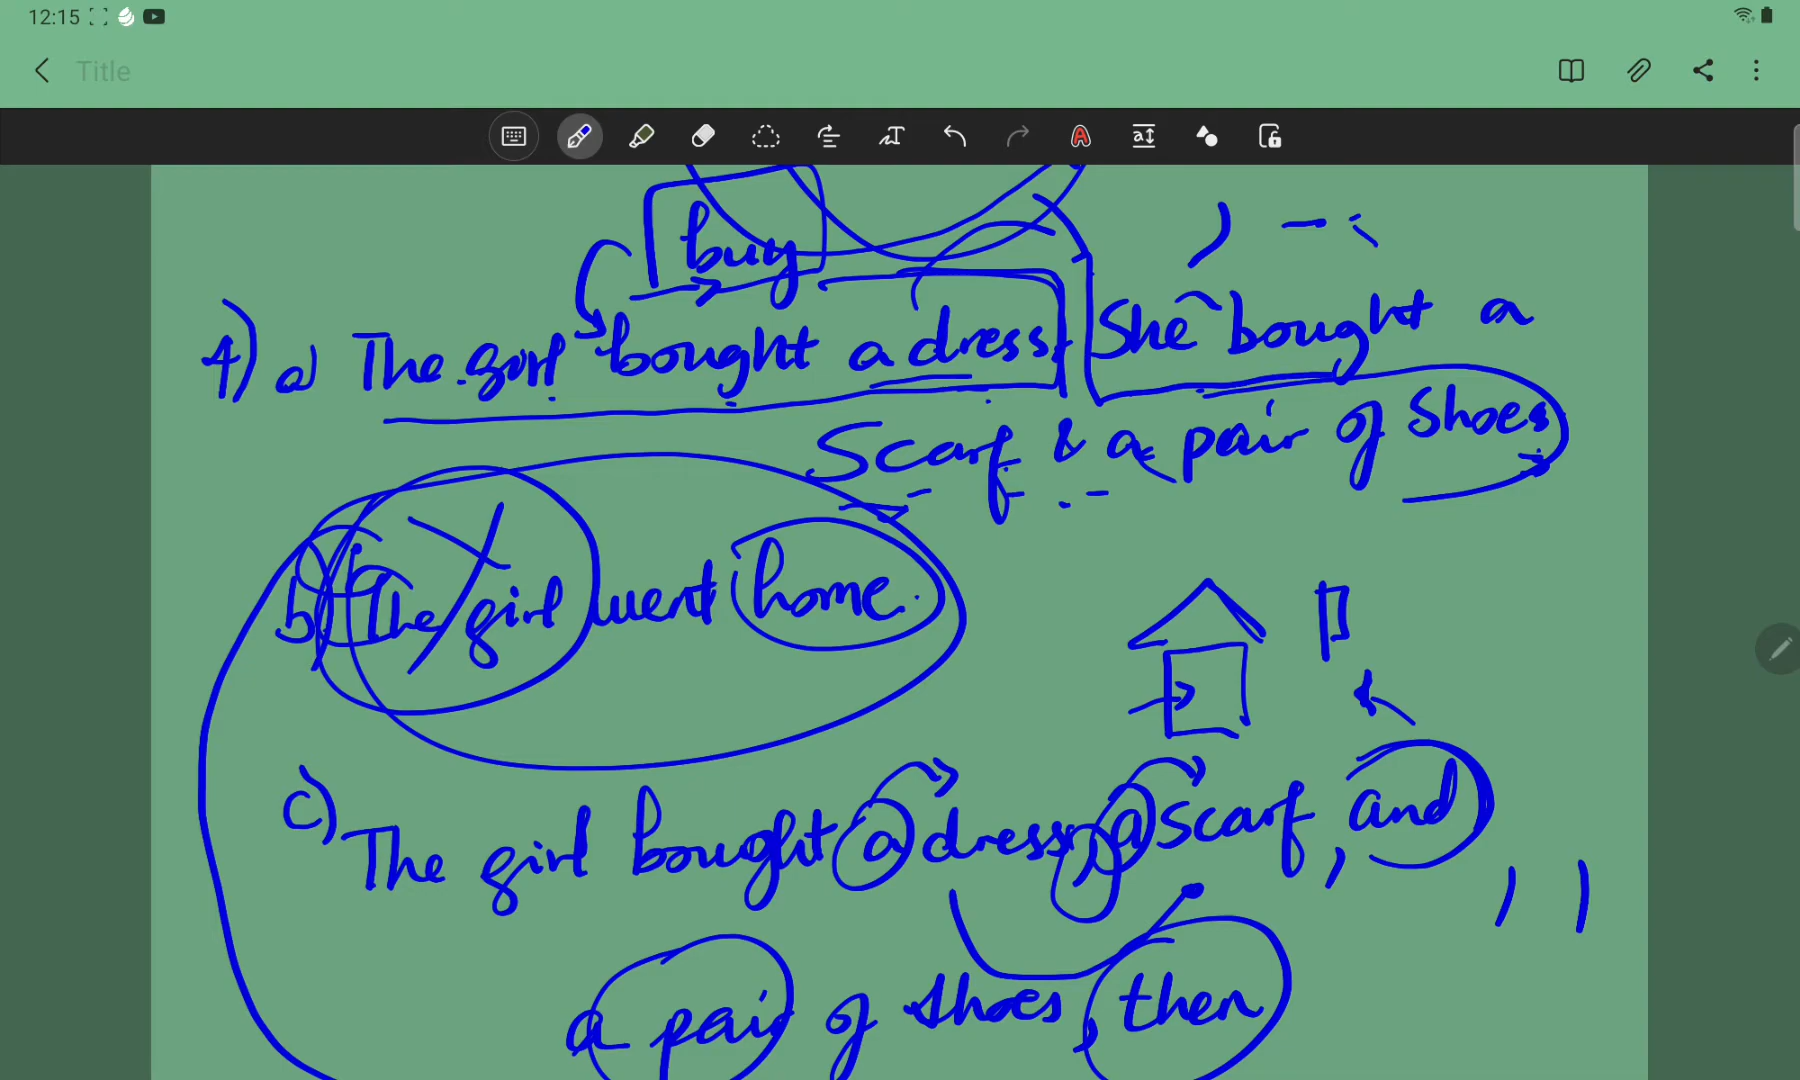 12:15
Title
buy
4) a) The girl bought a dress. She bought a
Scarf & a pair of shoes
b) The girl went home.
c) The girl bought a dress, a scarf, and
a pair of shoes, then